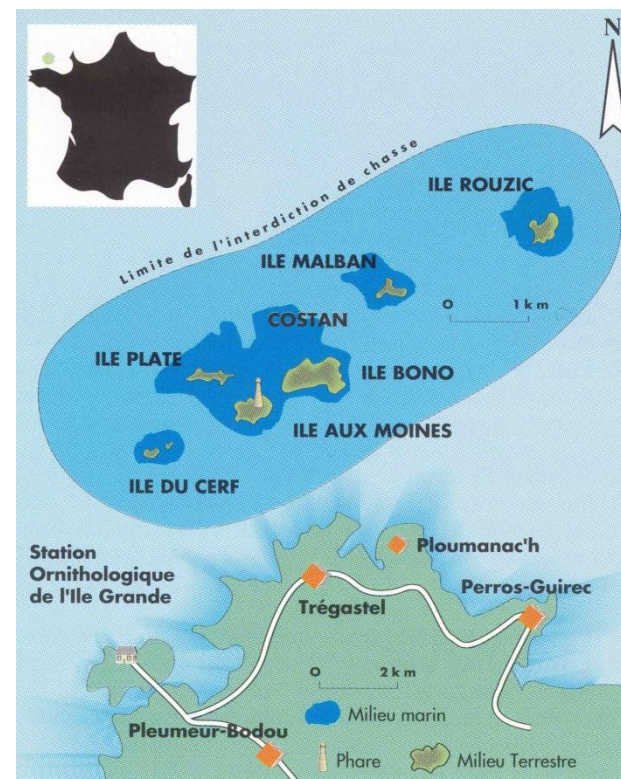 N
ILE ROUZIC
Limite de l'interdiction de chasse
ILE MALBAN
O 1 km
COSTAN
ILE PLATE
ILE BONO
ILE AUX MOINES
ILE DU CERF
Station
Ornithologique
de l'Ile Grande
Ploumanac'h
Perros-Guirec
Trégastel
O 2 km
Milieu marin
Pleumeur-Bodou
Phare
Milieu Terrestre